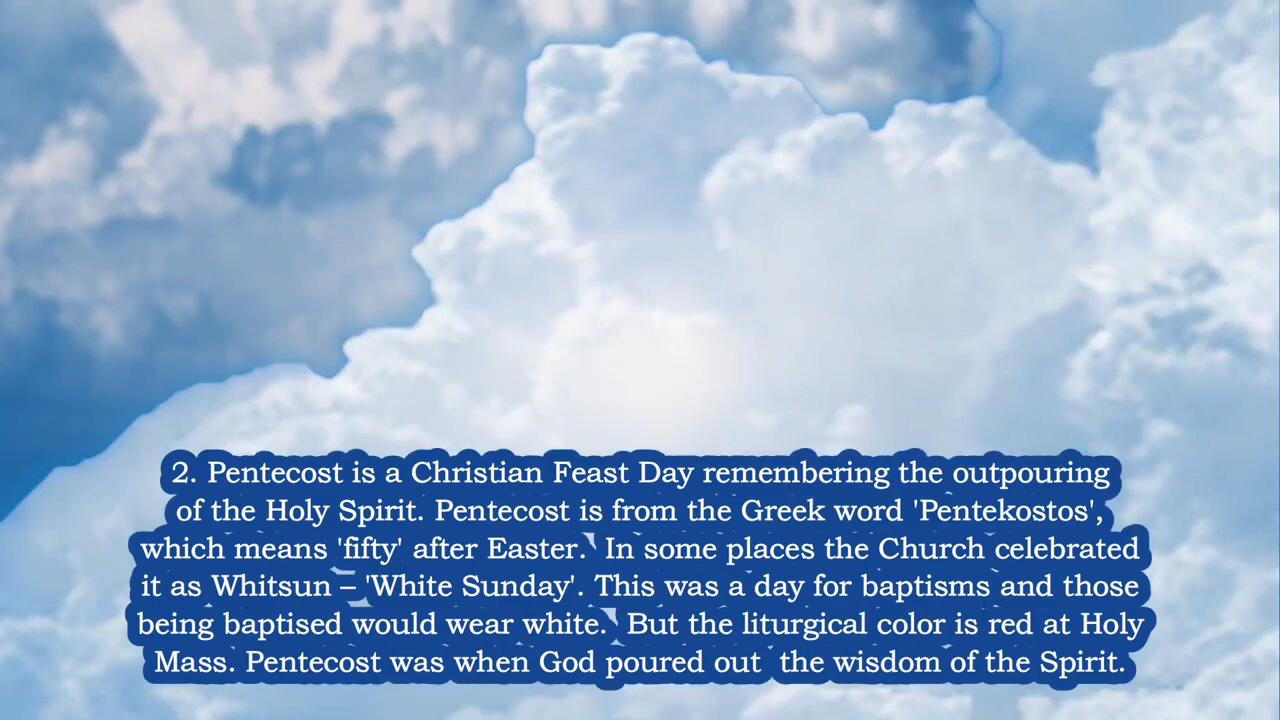 2. Pentecost is a Christian Feast Day remembering the outpouring
of the Holy Spirit. Pentecost is from the Greek word 'Pentekostos',
which means 'fifty' after Easter.  In some places the Church celebrated
it as Whitsun – 'White Sunday'. This was a day for baptisms and those
being baptised would wear white.  But the liturgical color is red at Holy
Mass. Pentecost was when God poured out  the wisdom of the Spirit.